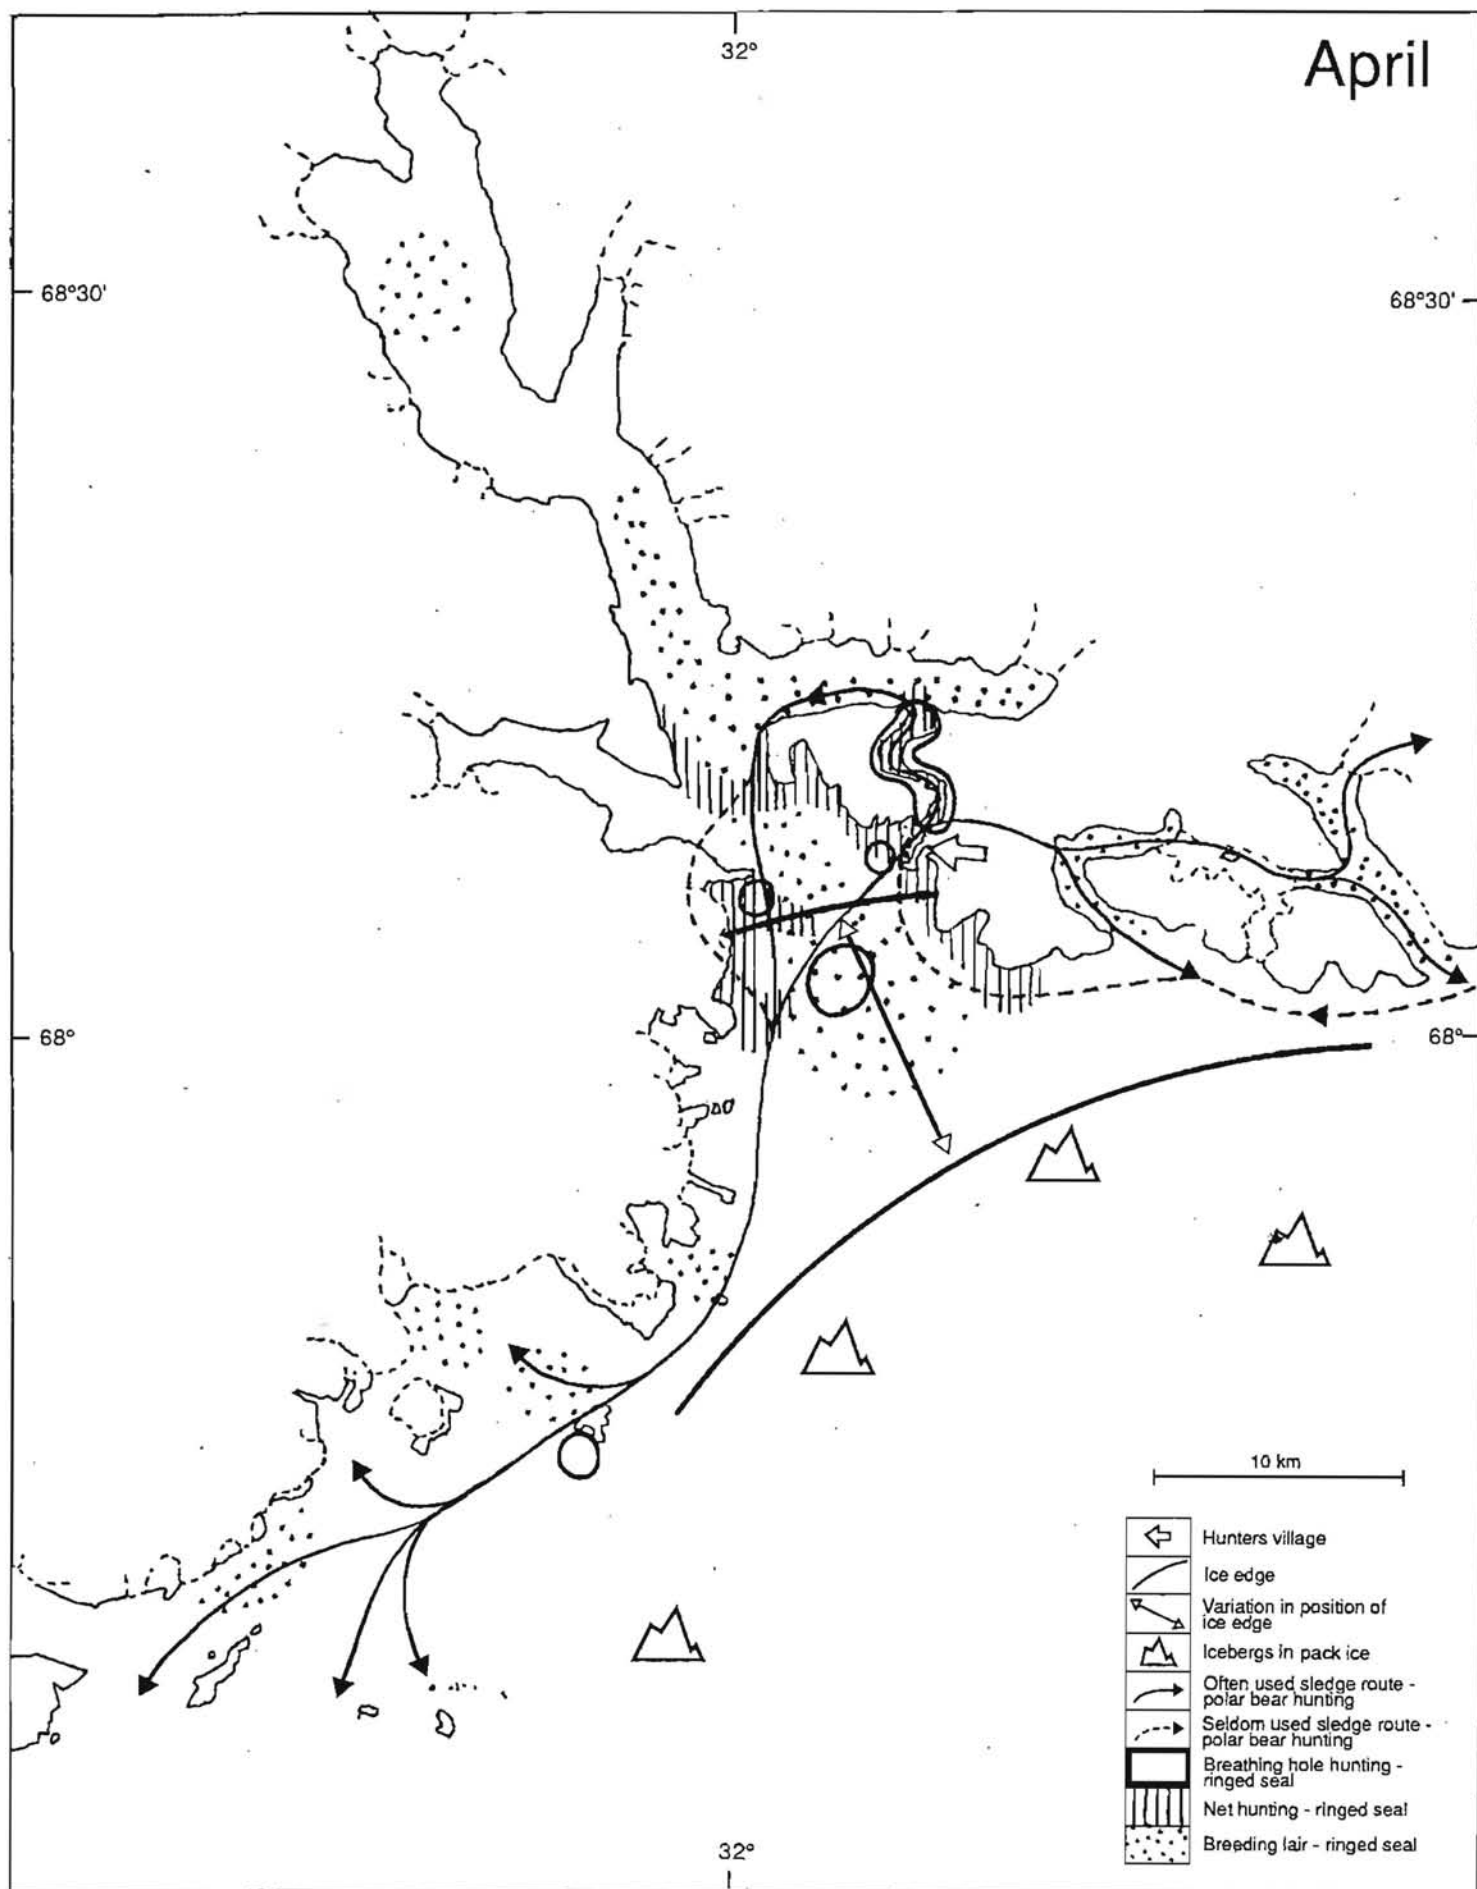 32°
April
68°30'
68°30'
68°
68°
10 km
Hunters village
Ice edge
Variation in position of
ice edge
Icebergs in pack ice
Often used sledge route -
polar bear hunting
Seldom used sledge route -
polar bear hunting
Breathing hole hunting -
ringed seal
Net hunting - ringed seal
Breeding lair - ringed seal
32°